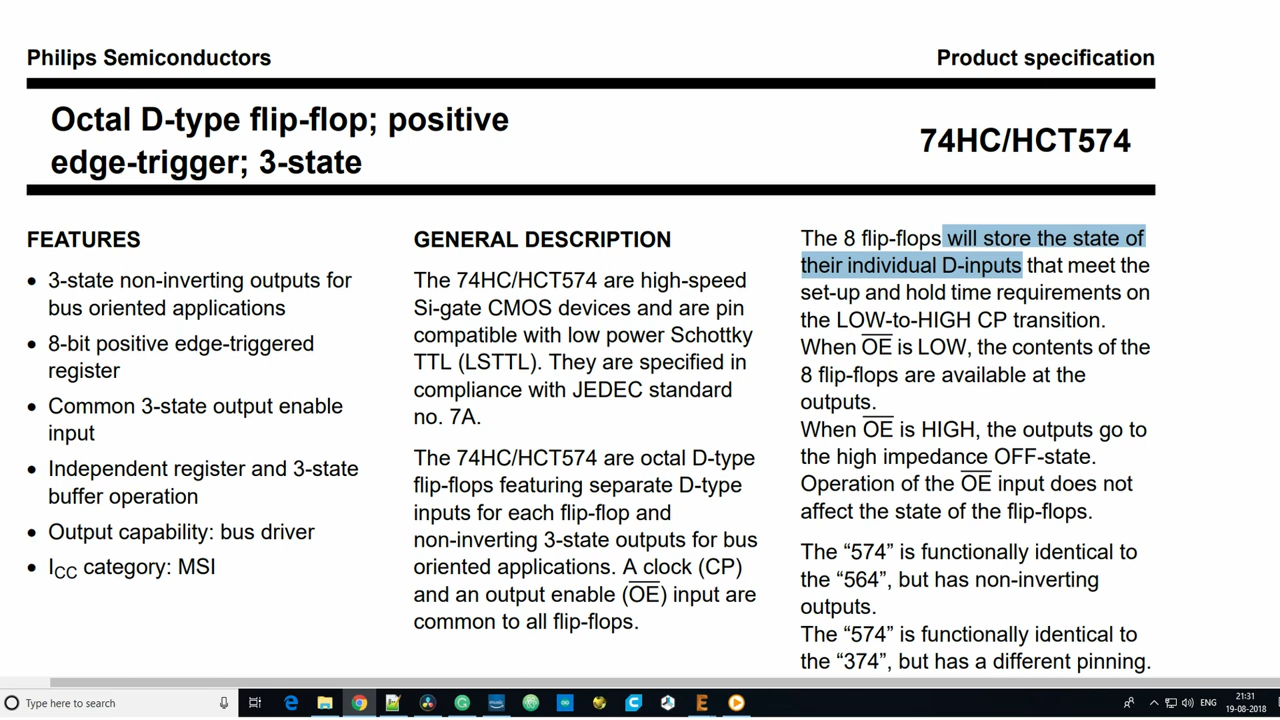 Philips Semiconductors
Product specification
Octal D-type flip-flop; positive
edge-trigger; 3-state
74HC/HCT574
FEATURES
• 3-state non-inverting outputs for
bus oriented applications
• 8-bit positive edge-triggered
register
• Common 3-state output enable
input
• Independent register and 3-state
buffer operation
• Output capability: bus driver
• ICC category: MSI
GENERAL DESCRIPTION
The 74HC/HCT574 are high-speed
Si-gate CMOS devices and are pin
compatible with low power Schottky
TTL (LSTTL). They are specified in
compliance with JEDEC standard
no. 7A.
The 74HC/HCT574 are octal D-type
flip-flops featuring separate D-type
inputs for each flip-flop and
non-inverting 3-state outputs for bus
oriented applications. A clock (CP)
and an output enable (O̅E̅) input are
common to all flip-flops.
The 8 flip-flops will store the state of
their individual D-inputs that meet the
set-up and hold time requirements on
the LOW-to-HIGH CP transition.
When O̅E̅ is LOW, the contents of the
8 flip-flops are available at the
outputs.
When O̅E̅ is HIGH, the outputs go to
the high impedance OFF-state.
Operation of the O̅E̅ input does not
affect the state of the flip-flops.
The “574” is functionally identical to
the “564”, but has non-inverting
outputs.
The “574” is functionally identical to
the “374”, but has a different pinning.
Type here to search
ENG
21:31
19-08-2018